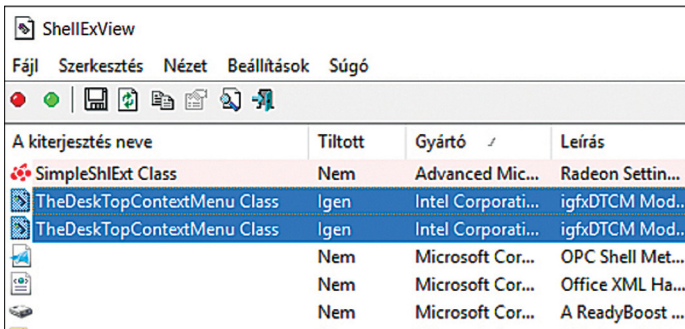 ShellExView
Fájl Szerkesztés Nézet Beállítások Súgó
A kiterjesztés neve Tiltott Gyártó Leírás
SimpleShlExt Class Nem Advanced Mic... Radeon Settin...
TheDeskTopContextMenu Class Igen Intel Corporati... igfxDTCM Mod...
TheDeskTopContextMenu Class Igen Intel Corporati... igfxDTCM Mod...
Nem Microsoft Cor... OPC Shell Met...
Nem Microsoft Cor... Office XML Ha...
Nem Microsoft Cor... A ReadyBoost ...